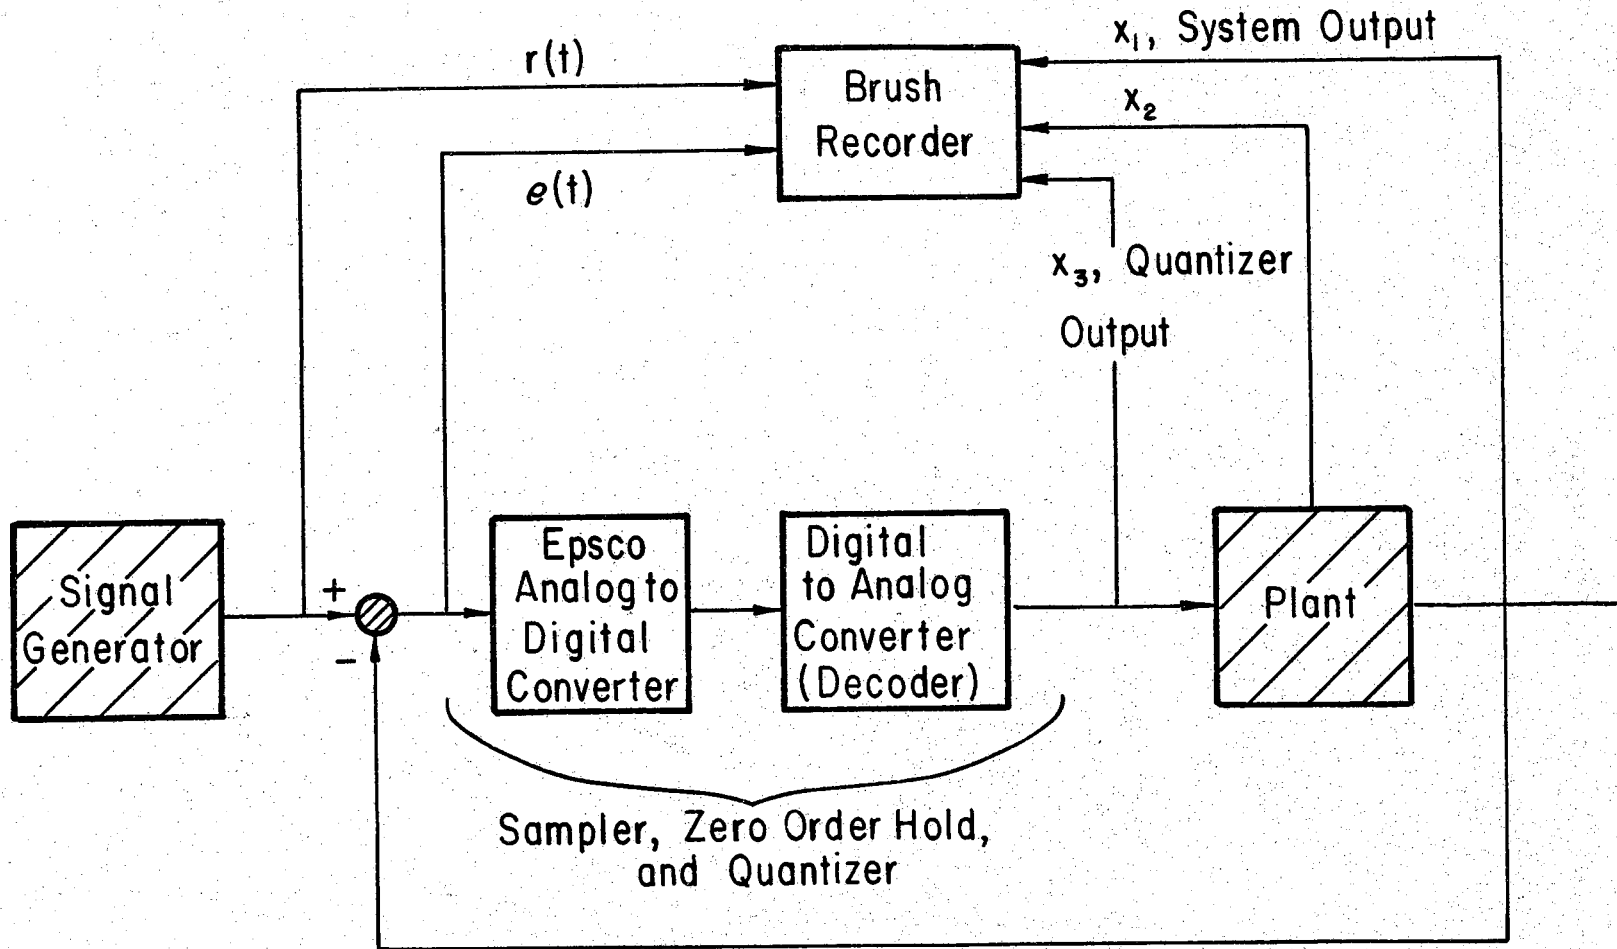 x₁, System Output
r(t)
Brush
Recorder
x₂
e(t)
x₃, Quantizer
Output
Signal
Generator
+
-
Epsco
Analog to
Digital
Converter
Digital
to Analog
Converter
(Decoder)
Plant
Sampler, Zero Order Hold,
and Quantizer